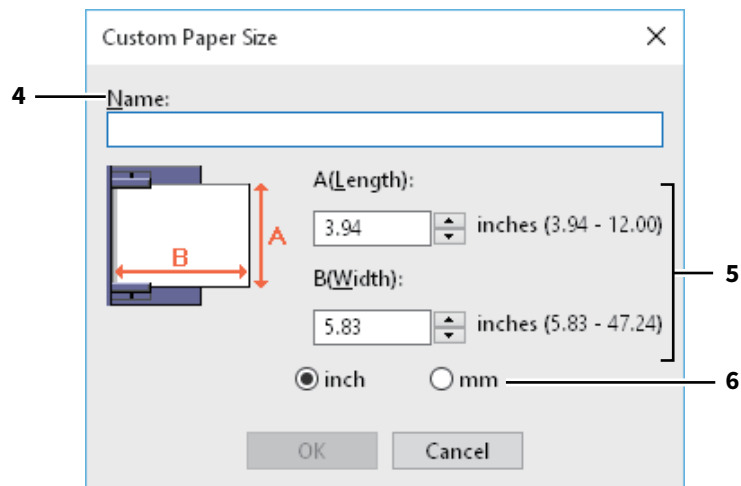 Custom Paper Size
4
Name:
A(Length):
3.94 inches (3.94 - 12.00)
A
B
5
B(Width):
5.83 inches (5.83 - 47.24)
inch mm
6
OK Cancel